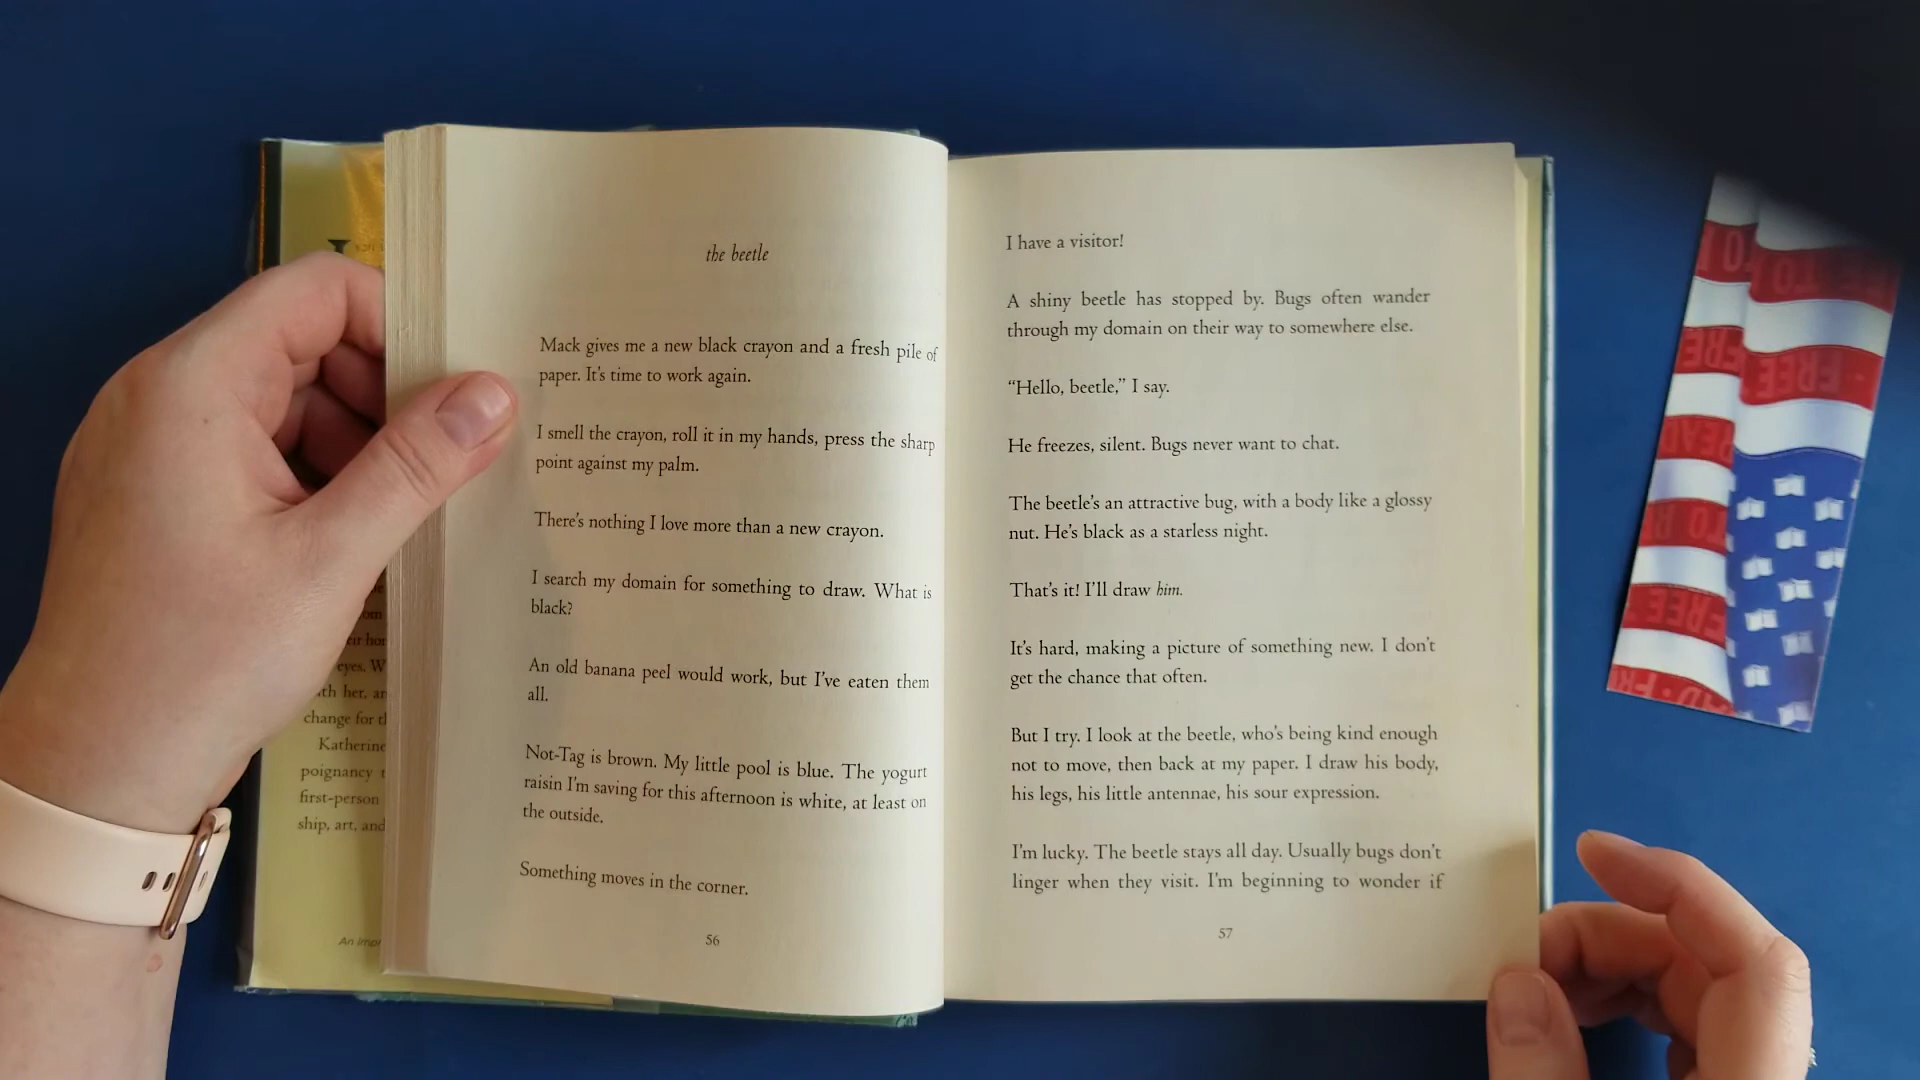 the beetle
Mack gives me a new black crayon and a fresh pile of
paper. It's time to work again.
I smell the crayon, roll it in my hands, press the sharp
point against my palm.
There's nothing I love more than a new crayon.
I search my domain for something to draw. What is
black?
An old banana peel would work, but I've eaten them
all.
Not-Tag is brown. My little pool is blue. The yogurt
raisin I'm saving for this afternoon is white, at least on
the outside.
Something moves in the corner.
56
I have a visitor!
A shiny beetle has stopped by. Bugs often wander
through my domain on their way to somewhere else.
“Hello, beetle,” I say.
He freezes, silent. Bugs never want to chat.
The beetle's an attractive bug, with a body like a glossy
nut. He's black as a starless night.
That's it! I'll draw him.
It's hard, making a picture of something new. I don't
get the chance that often.
But I try. I look at the beetle, who's being kind enough
not to move, then back at my paper. I draw his body,
his legs, his little antennae, his sour expression.
I'm lucky. The beetle stays all day. Usually bugs don't
linger when they visit. I'm beginning to wonder if
57
eyes. W
her, an
change for
Katherine
poignancy
first-person
ship, art, and
An
FREE
READ
FREE